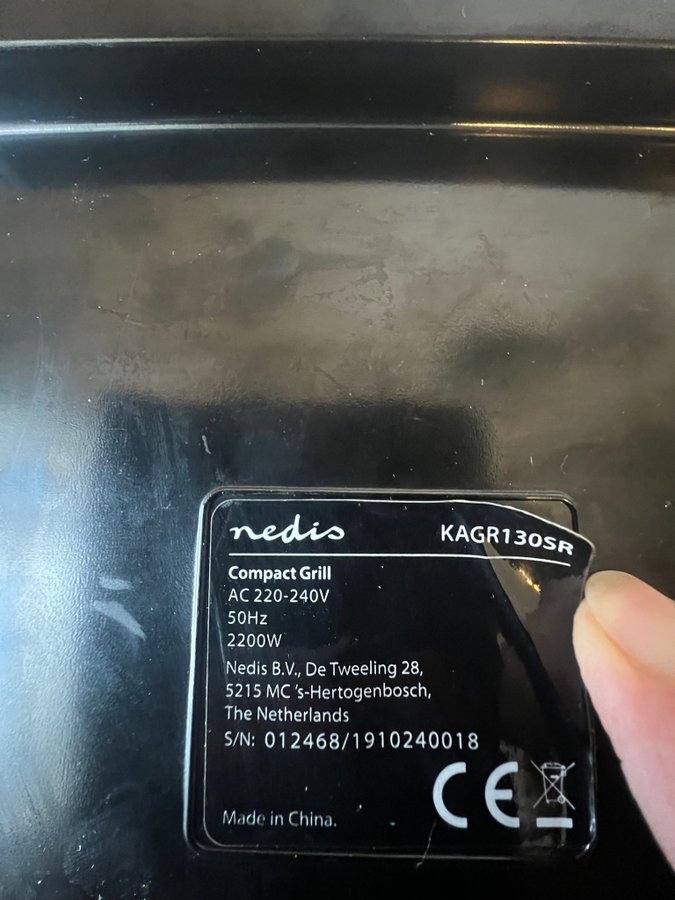 nedis KAGR130SR
Compact Grill
AC 220-240V
50Hz
2200W
Nedis B.V., De Tweeling 28,
5215 MC 's-Hertogenbosch,
The Netherlands
S/N: 012468/1910240018
CE
Made in China.